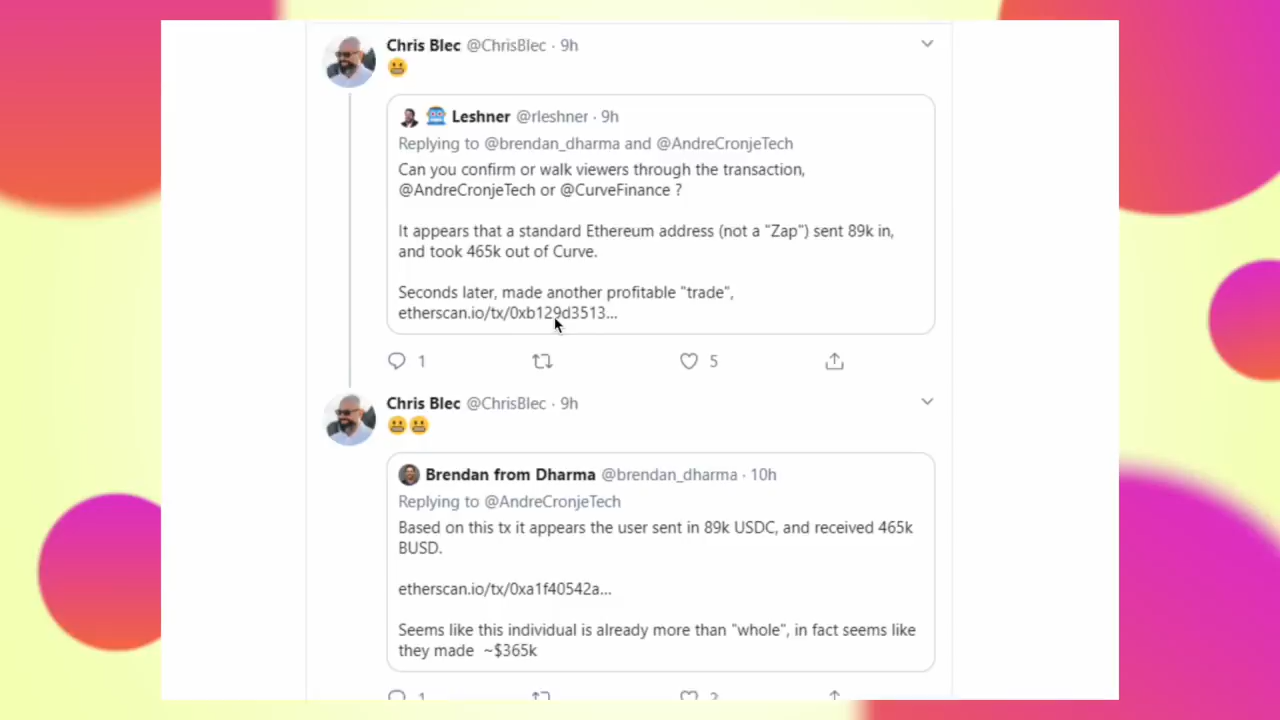 Chris Blec @ChrisBlec · 9h
😬
Leshner @rleshner · 9h
Replying to @brendan_dharma and @AndreCronjeTech
Can you confirm or walk viewers through the transaction,
@AndreCronjeTech or @CurveFinance ?
It appears that a standard Ethereum address (not a "Zap") sent 89k in,
and took 465k out of Curve.
Seconds later, made another profitable "trade",
etherscan.io/tx/0xb129d3513...
1 5
Chris Blec @ChrisBlec · 9h
😬😬
Brendan from Dharma @brendan_dharma · 10h
Replying to @AndreCronjeTech
Based on this tx it appears the user sent in 89k USDC, and received 465k
BUSD.
etherscan.io/tx/0xa1f40542a...
Seems like this individual is already more than "whole", in fact seems like
they made ~$365k